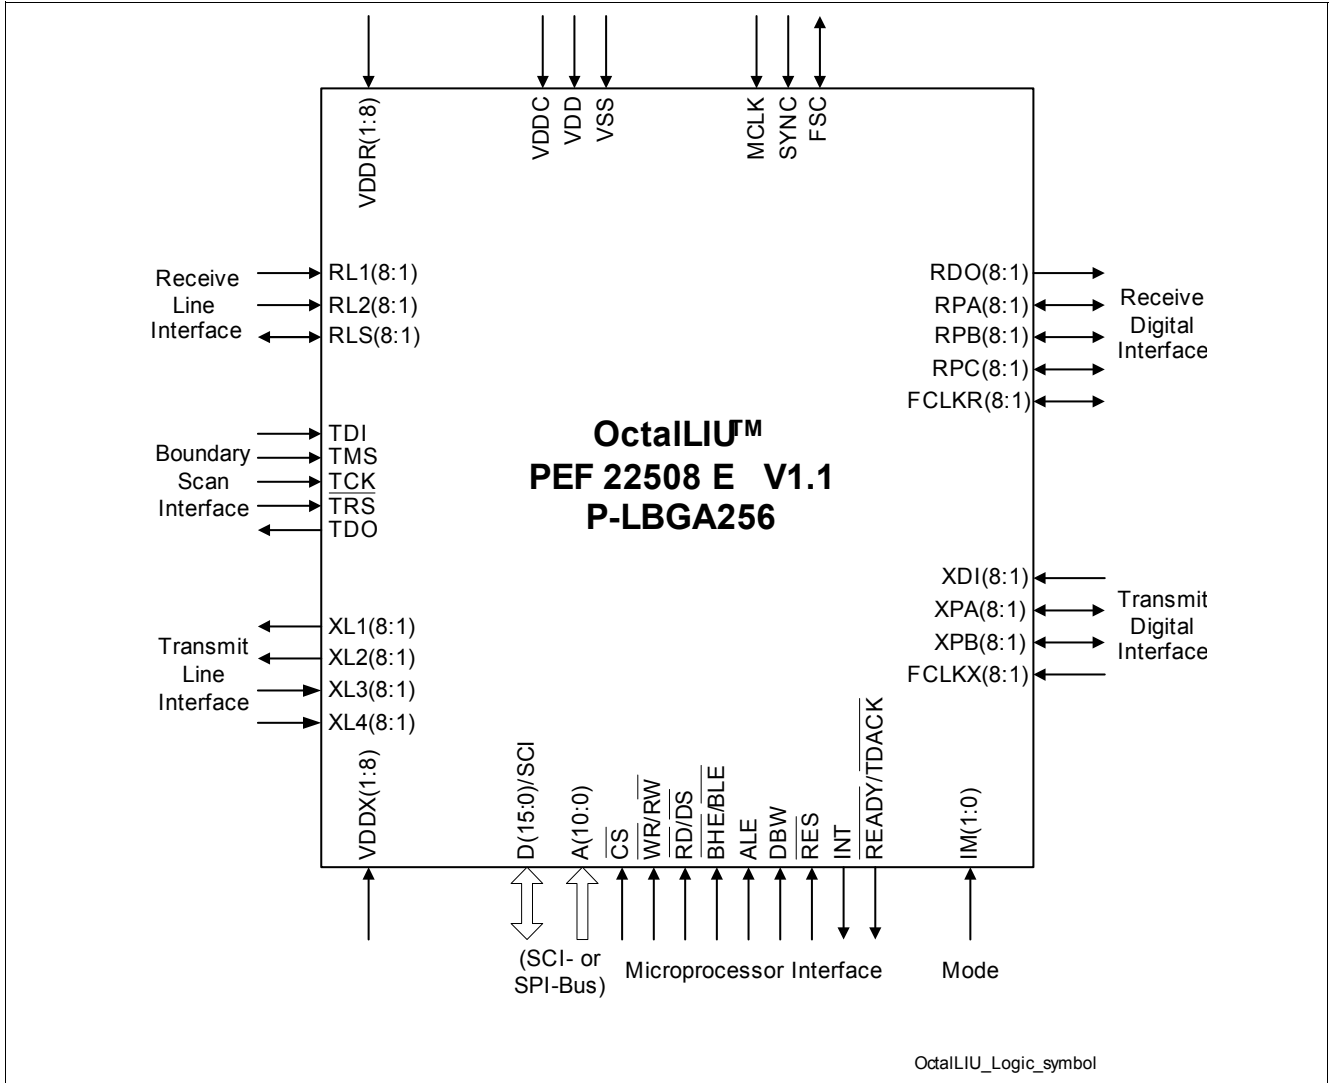 VDDR(1:8)
VDDC
VDD
VSS
MCLK
SYNC
FSC
Receive
Line
Interface
RL1(8:1)
RL2(8:1)
RLS(8:1)
RDO(8:1)
RPA(8:1)
RPB(8:1)
RPC(8:1)
FCLKR(8:1)
Receive
Digital
Interface
Boundary
Scan
Interface
TDI
TMS
TCK
TRS
TDO
OctalLIU™
PEF 22508 E V1.1
P-LBGA256
Transmit
Line
Interface
XL1(8:1)
XL2(8:1)
XL3(8:1)
XL4(8:1)
XDI(8:1)
XPA(8:1)
XPB(8:1)
FCLKX(8:1)
Transmit
Digital
Interface
VDDX(1:8)
D(15:0)/SCI
A(10:0)
CS
WR/RW
RD/DS
BHE/BLE
ALE
DBW
RES
INT
READY/TDACK
IM(1:0)
(SCI- or
SPI-Bus)
Microprocessor Interface
Mode
OctalLIU_Logic_symbol